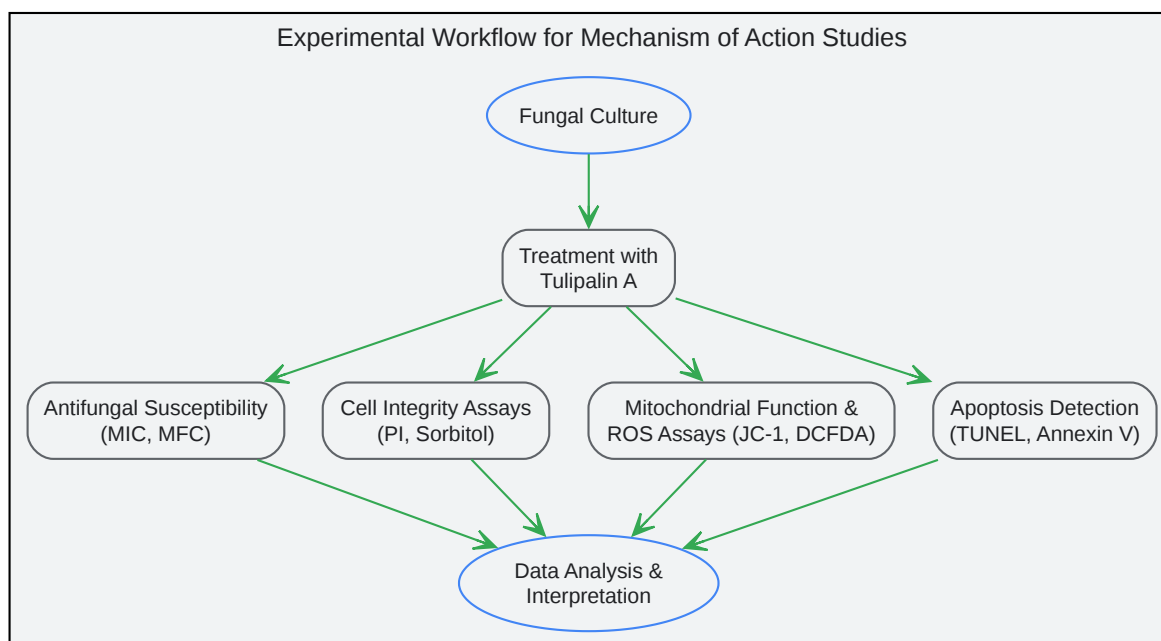 Experimental Workflow for Mechanism of Action Studies
Fungal Culture
Treatment with
Tulipalin A
Antifungal Susceptibility
(MIC, MFC)
Cell Integrity Assays
(PI, Sorbitol)
Mitochondrial Function &
ROS Assays (JC-1, DCFDA)
Apoptosis Detection
(TUNEL, Annexin V)
Data Analysis &
Interpretation